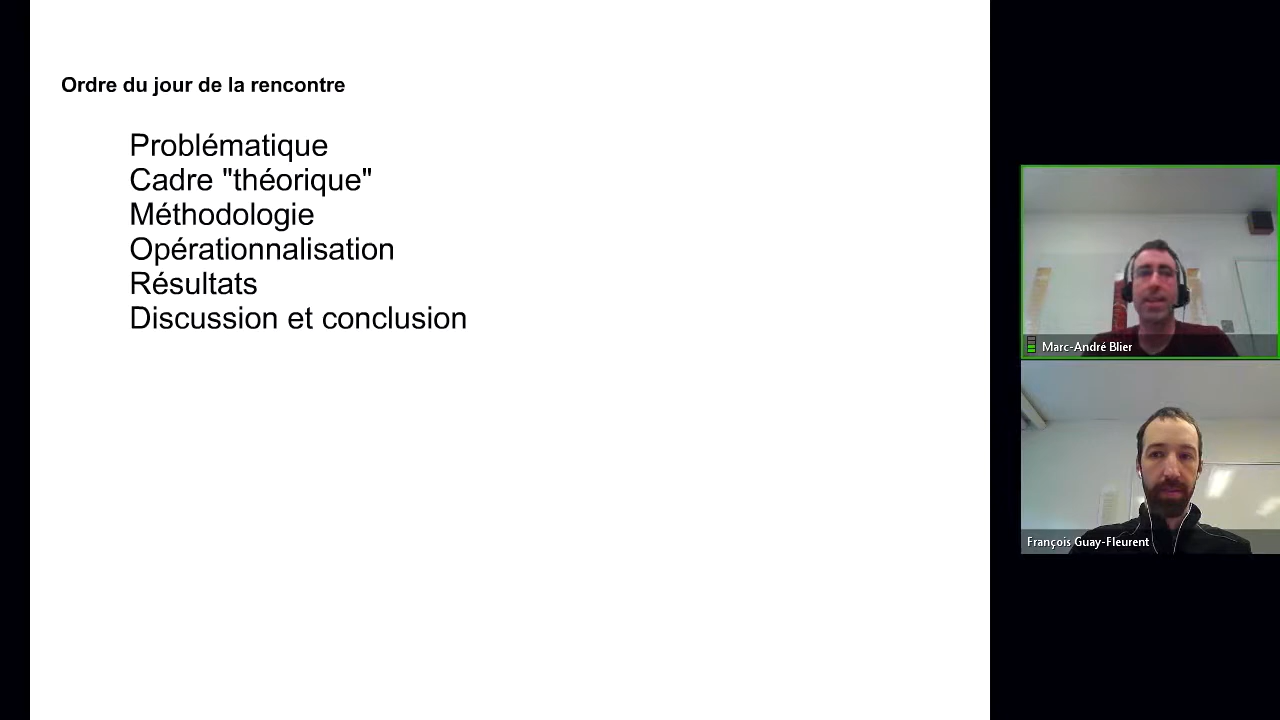 Ordre du jour de la rencontre
Problématique
Cadre "théorique"
Méthodologie
Opérationnalisation
Résultats
Discussion et conclusion
Marc-André Blier
François Guay-Fleurent